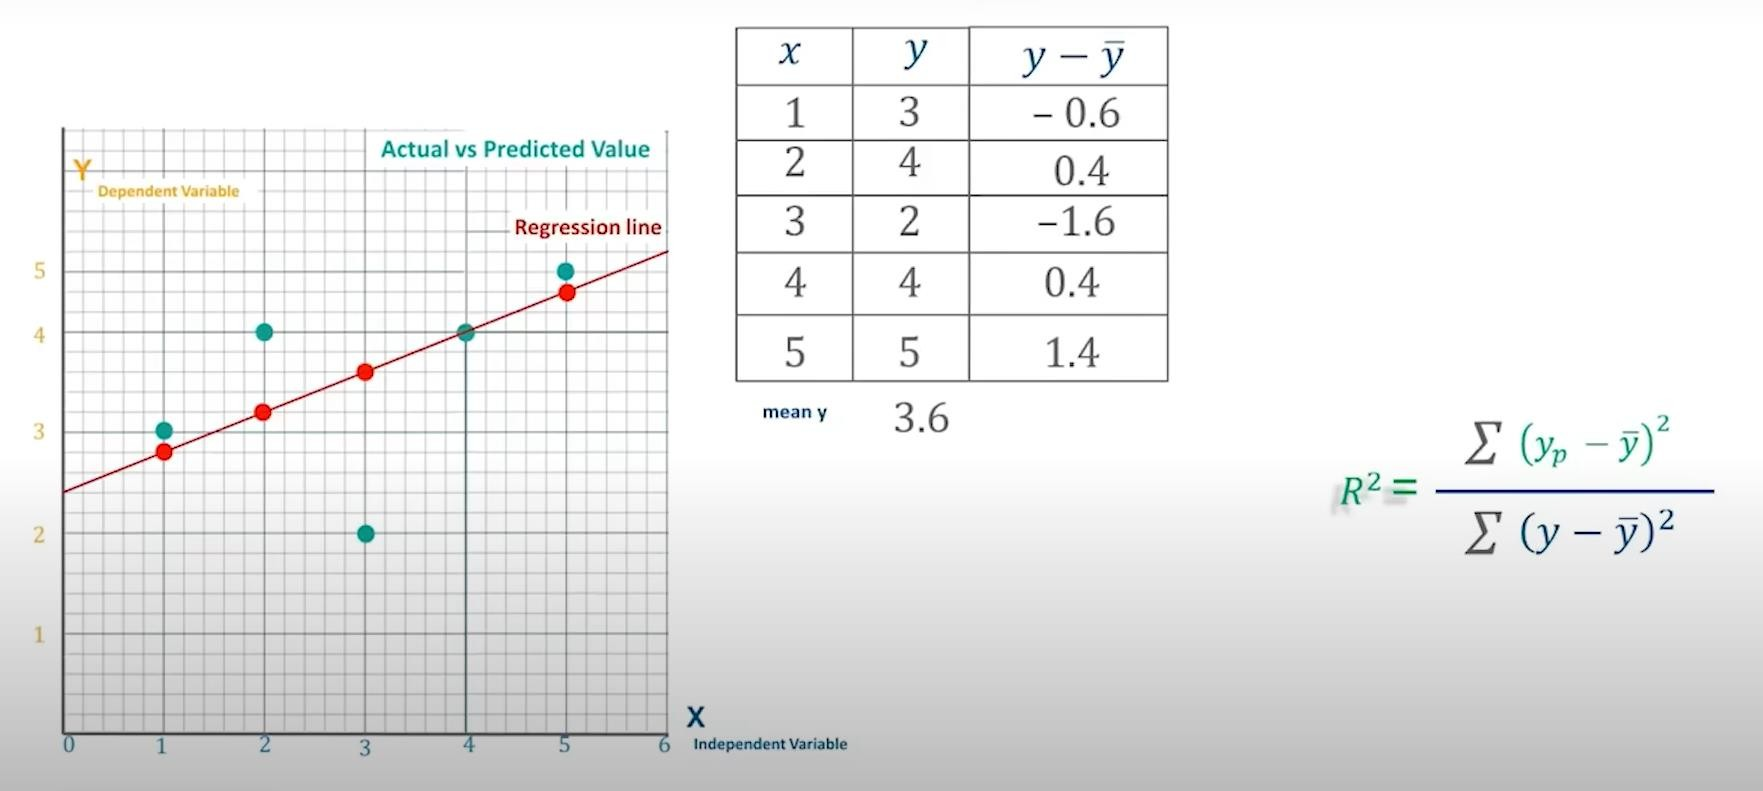 Actual vs Predicted Value
Y
Dependent Variable
Regression line
5
4
3
2
1
0 1 2 3 4 5 6
X
Independent Variable
x y y − ȳ
1 3 − 0.6
2 4 0.4
3 2 −1.6
4 4 0.4
5 5 1.4
mean y 3.6
R² = ∑ (yₚ − ȳ)²
∑ (y − ȳ)²